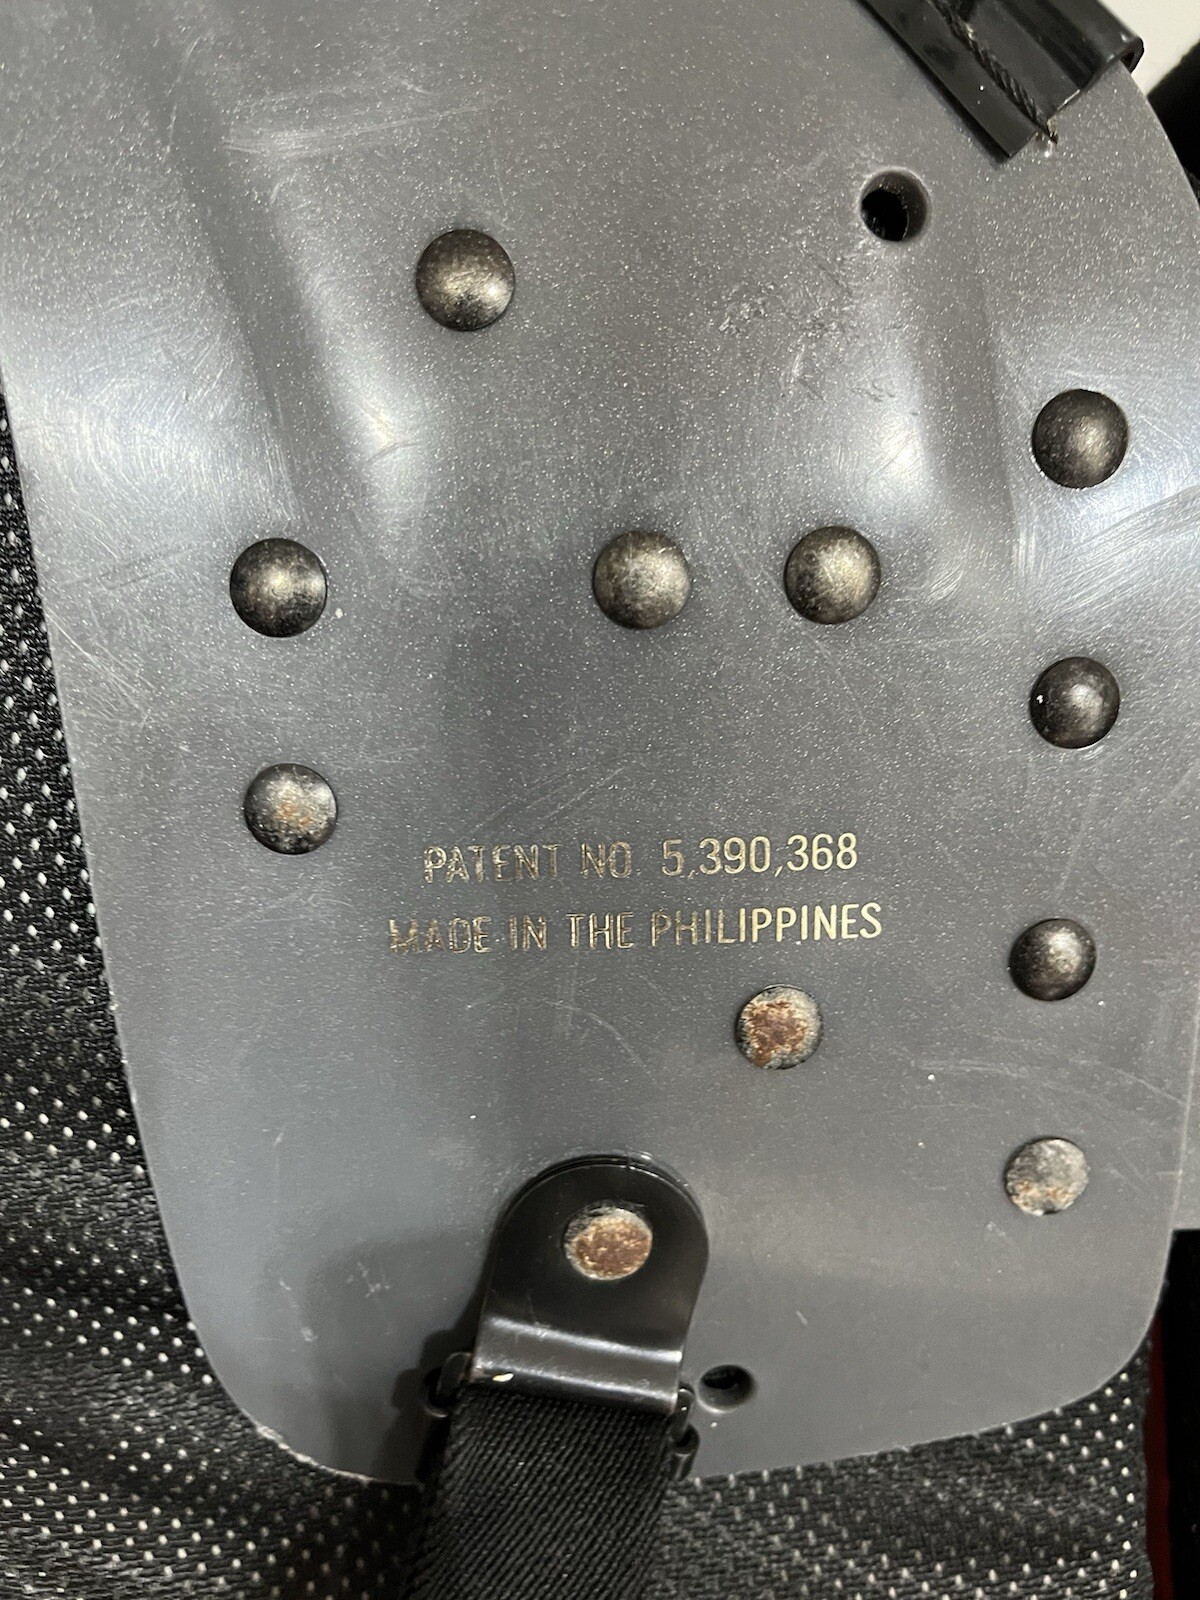 PATENT NO. 5,390,368
MADE IN THE PHILIPPINES